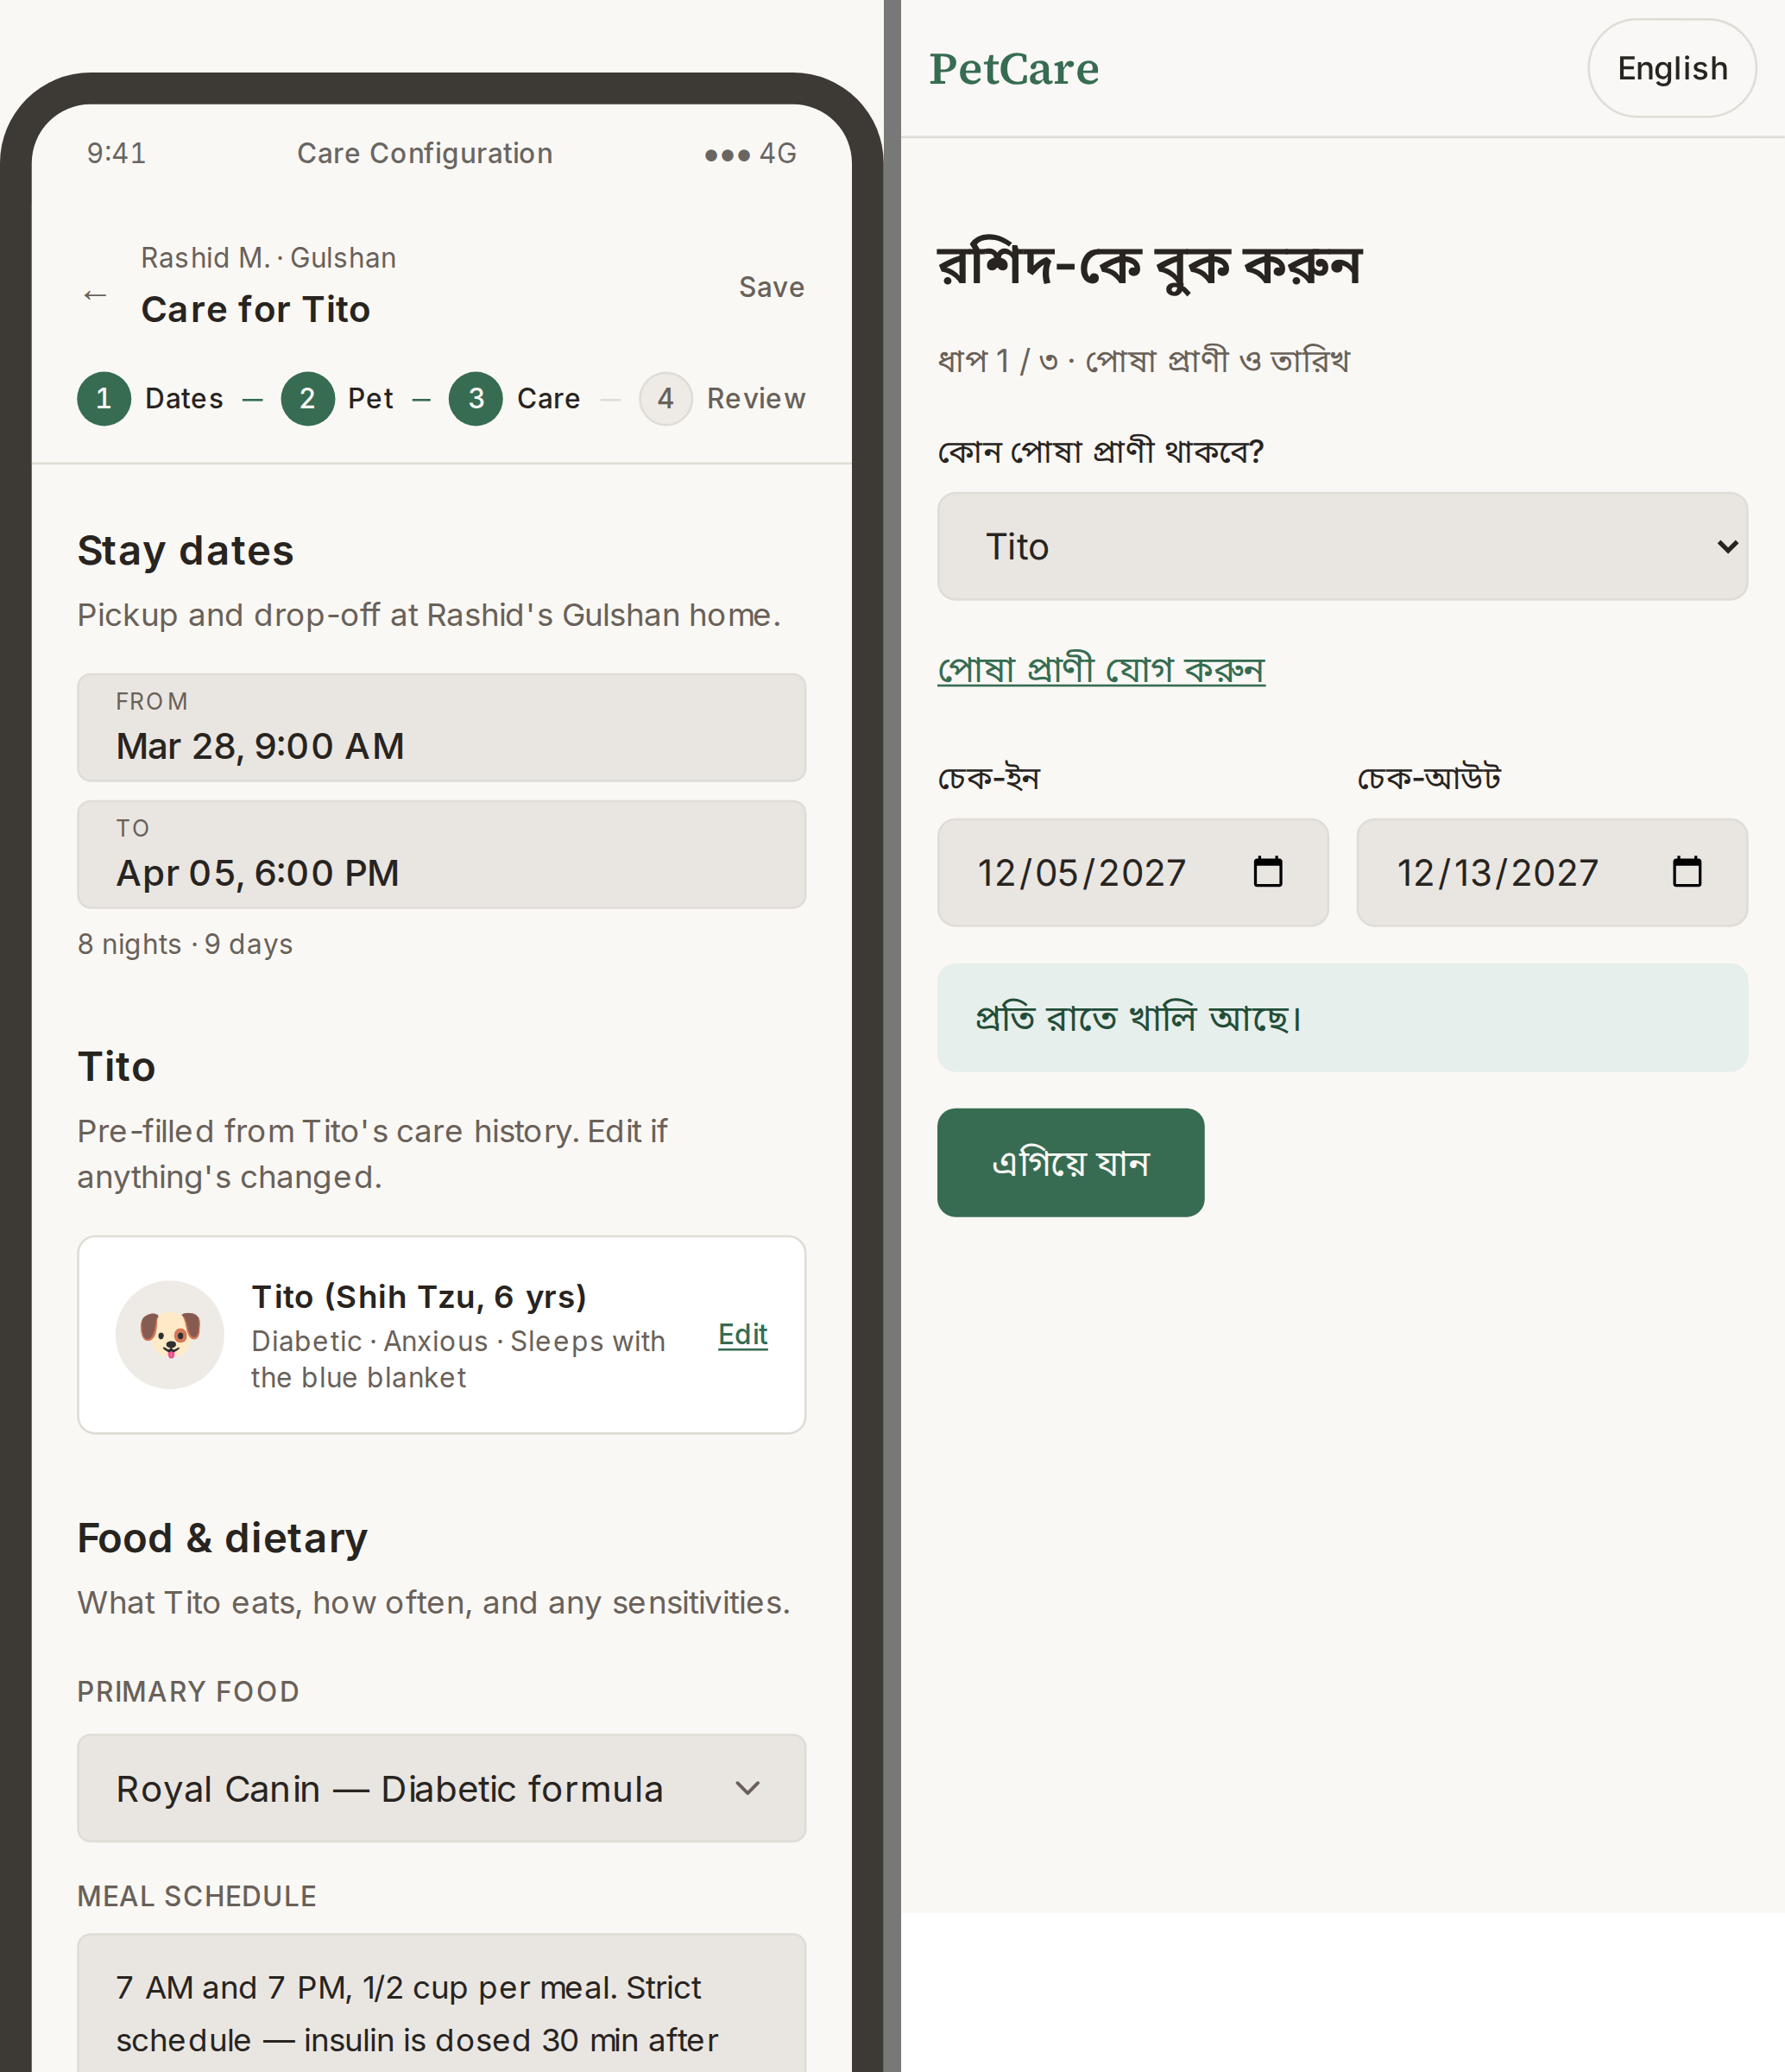 9:41 Care Configuration ●●● 4G
← Rashid M. · Gulshan
Care for Tito
Save
1 Dates — 2 Pet — 3 Care — 4 Review
Stay dates
Pickup and drop-off at Rashid's Gulshan home.
FROM
Mar 28, 9:00 AM
TO
Apr 05, 6:00 PM
8 nights · 9 days
Tito
Pre-filled from Tito's care history. Edit if
anything's changed.
Tito (Shih Tzu, 6 yrs)
Diabetic · Anxious · Sleeps with
the blue blanket
Edit
Food & dietary
What Tito eats, how often, and any sensitivities.
PRIMARY FOOD
Royal Canin — Diabetic formula
MEAL SCHEDULE
7 AM and 7 PM, 1/2 cup per meal. Strict
schedule — insulin is dosed 30 min after
PetCare
English
রশিদ-কে বুক করুন
ধাপ 1 / ৩ · পোষা প্রাণী ও তারিখ
কোন পোষা প্রাণী থাকবে?
Tito
পোষা প্রাণী যোগ করুন
চেক-ইন
চেক-আউট
12/05/2027
12/13/2027
প্রতি রাতে খালি আছে।
এগিয়ে যান